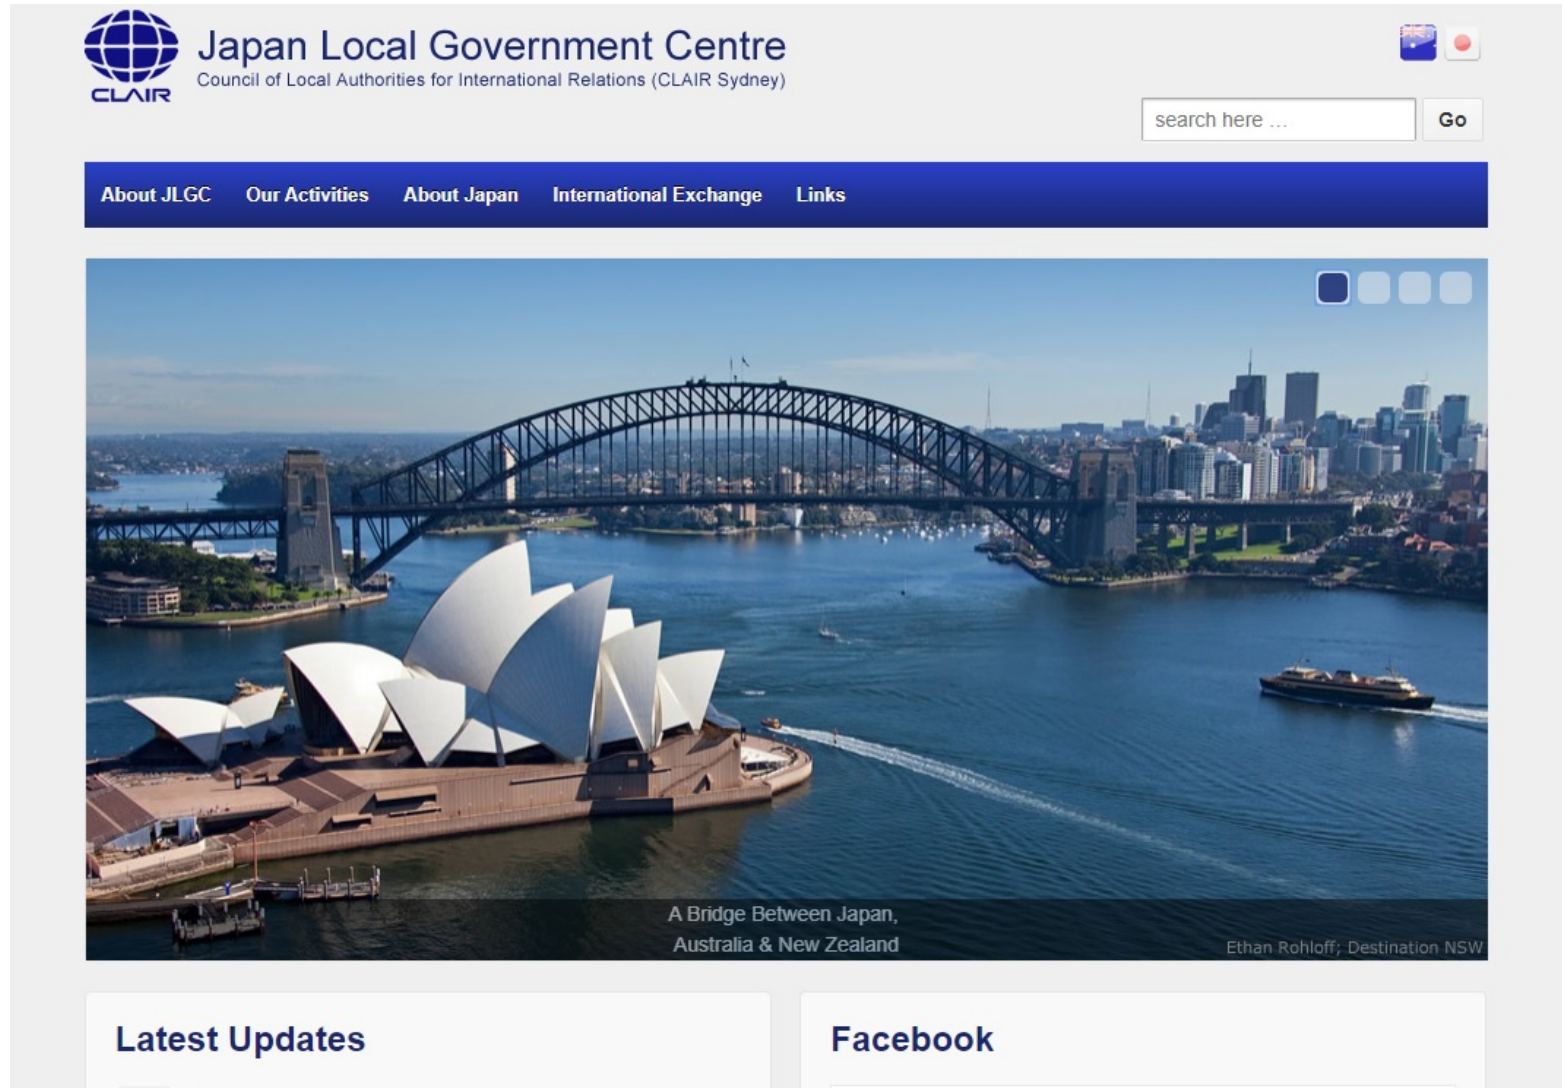 CLAIR
Japan Local Government Centre
Council of Local Authorities for International Relations (CLAIR Sydney)
search here ...
Go
About JLGC
Our Activities
About Japan
International Exchange
Links
A Bridge Between Japan,
Australia & New Zealand
Ethan Rohloff; Destination NSW
Latest Updates
Facebook